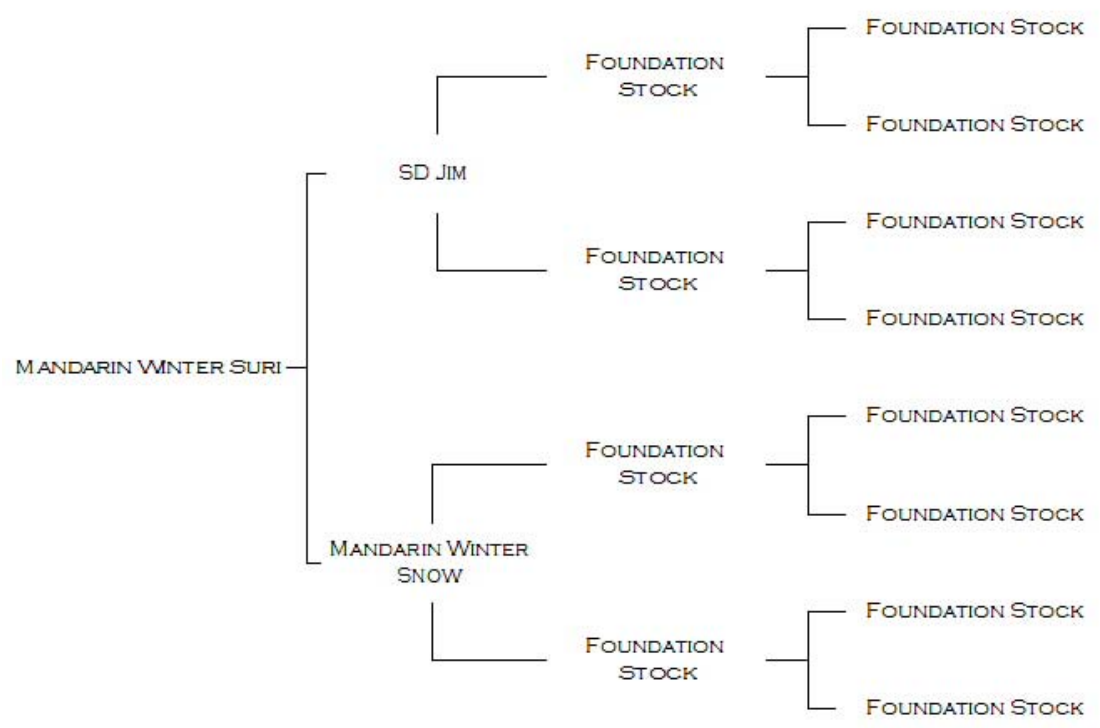 Foundation Stock
Foundation
Stock
Foundation Stock
SD Jim
Foundation Stock
Foundation
Stock
Foundation Stock
Mandarin Winter Suri
Foundation Stock
Foundation
Stock
Foundation Stock
Mandarin Winter
Snow
Foundation Stock
Foundation
Stock
Foundation Stock